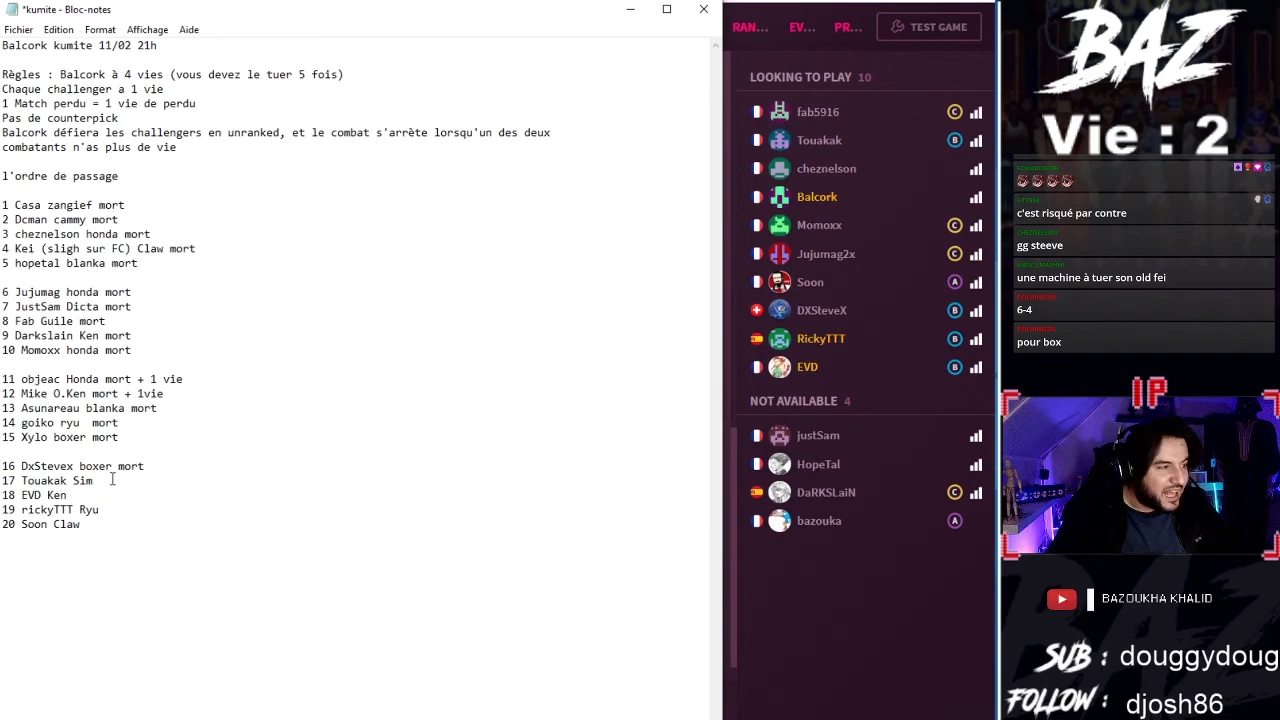 *kumite - Bloc-notes
Fichier Edition Format Affichage Aide
Balcork kumite 11/02 21h
Règles : Balcork à 4 vies (vous devez le tuer 5 fois)
Chaque challenger a 1 vie
1 Match perdu = 1 vie de perdu
Pas de counterpick
Balcork défiera les challengers en unranked, et le combat s'arrète lorsqu'un des deux
combatants n'as plus de vie
l'ordre de passage
1 Casa zangief mort
2 Dcman cammy mort
3 cheznelson honda mort
4 Kei (sligh sur FC) Claw mort
5 hopetal blanka mort
6 Jujumag honda mort
7 JustSam Dicta mort
8 Fab Guile mort
9 Darkslain Ken mort
10 Momoxx honda mort
11 objeac Honda mort + 1 vie
12 Mike O.Ken mort + 1vie
13 Asunareau blanka mort
14 goiko ryu  mort
15 Xylo boxer mort
16 DxStevex boxer mort
17 Touakak Sim
18 EVD Ken
19 rickyTTT Ryu
20 Soon Claw
RAN... EV... PR... TEST GAME
LOOKING TO PLAY 10
fab5916 C
Touakak B
cheznelson
Balcork
Momoxx C
Jujumag2x C
Soon A
DXSteveX B
RickyTTT B
EVD B
NOT AVAILABLE 4
justSam
HopeTal
DaRKSLaiN C
bazouka A
BAZ
Vie : 2
c'est risqué par contre
CHEZNELSON
gg steeve
une machine à tuer son old fei
6-4
pour box
1P
BAZOUKHA KHALID
BAZ
SUB : douggydoug
FOLLOW : djosh86